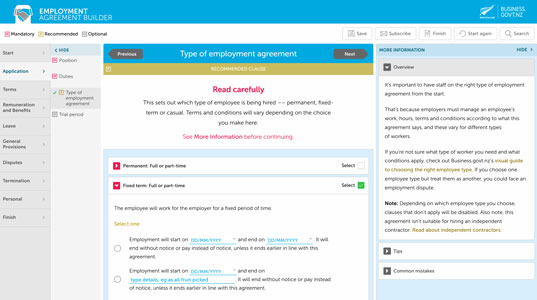 EMPLOYMENT
AGREEMENT BUILDER
NEW ZEALAND
BUSINESS
GOVT.NZ
Mandatory
Recommended
Optional
Save
Subscribe
Finish
Start again
Search
Start
Application
Terms
Remuneration
and Benefits
Leave
General
Provisions
Disputes
Termination
Personal
Finish
HIDE
Position
Duties
Type of
employment
agreement
Trial period
Previous
Type of employment agreement
Next
RECOMMENDED CLAUSE
Read carefully
This sets out which type of employee is being hired –– permanent, fixed-
term or casual. Terms and conditions will vary depending on the choice
you make here.
See More Information before continuing.
Permanent: Full or part-time
Select
Fixed term: Full or part-time
Select
The employee will work for the employer for a fixed period of time.
Select one:
Employment will start on DD/MM/YYYY and end on DD/MM/YYYY. It will
end without notice or pay instead of notice, unless it ends earlier in line with this
agreement.
Employment will start on DD/MM/YYYY and end on
type details, eg as all fruit picked. It will end without notice or pay instead
of notice, unless it ends earlier in line with this agreement.
MORE INFORMATION
HIDE
Overview
It's important to have staff on the right type of employment
agreement from the start.
That's because employers must manage an employee's
work, hours, terms and conditions according to what this
agreement says, and these vary for different types
of workers.
If you're not sure what type of worker you need and what
conditions apply, check out Business.govt.nz's visual guide
to choosing the right employee type. If you choose one
employee type but treat them as another, you could face an
employment dispute.
Note: Depending on which employee type you choose,
clauses that don't apply will be disabled. Also note, this
agreement isn't suitable for hiring an independent
contractor. Read about independent contractors.
Tips
Common mistakes